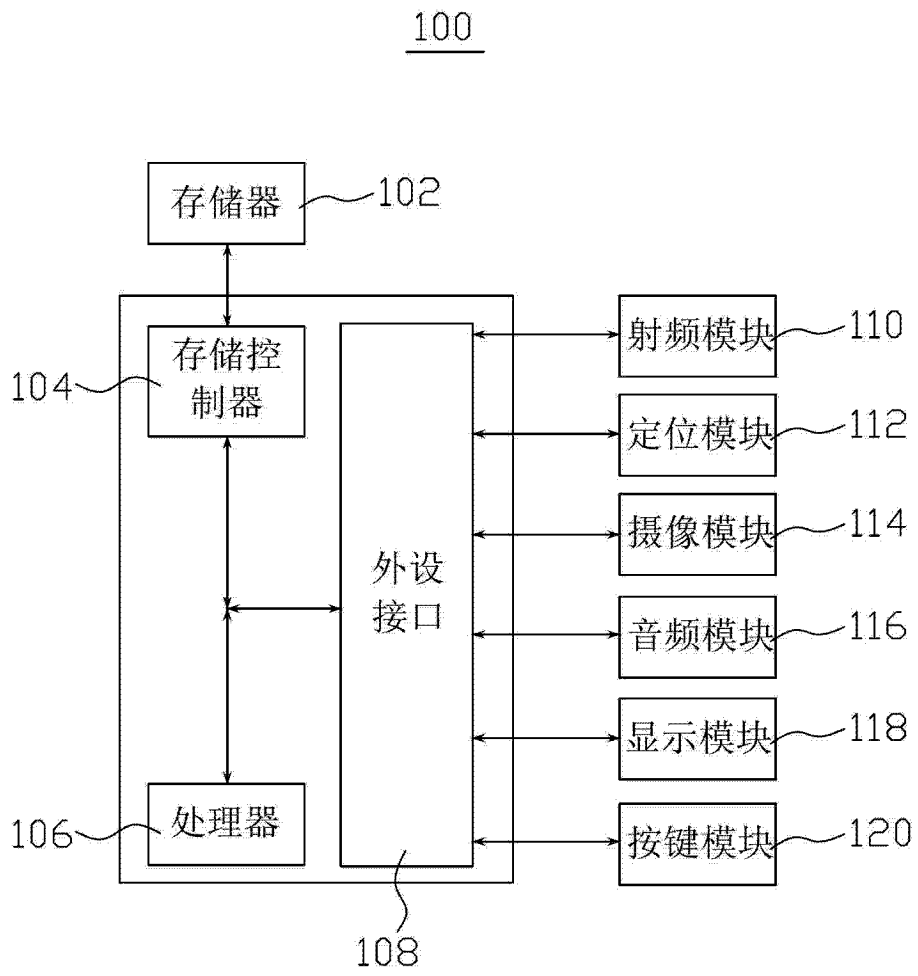 100
存储器
102
存储控
制器
104
外设
接口
处理器
106
108
射频模块
110
定位模块
112
摄像模块
114
音频模块
116
显示模块
118
按键模块
120